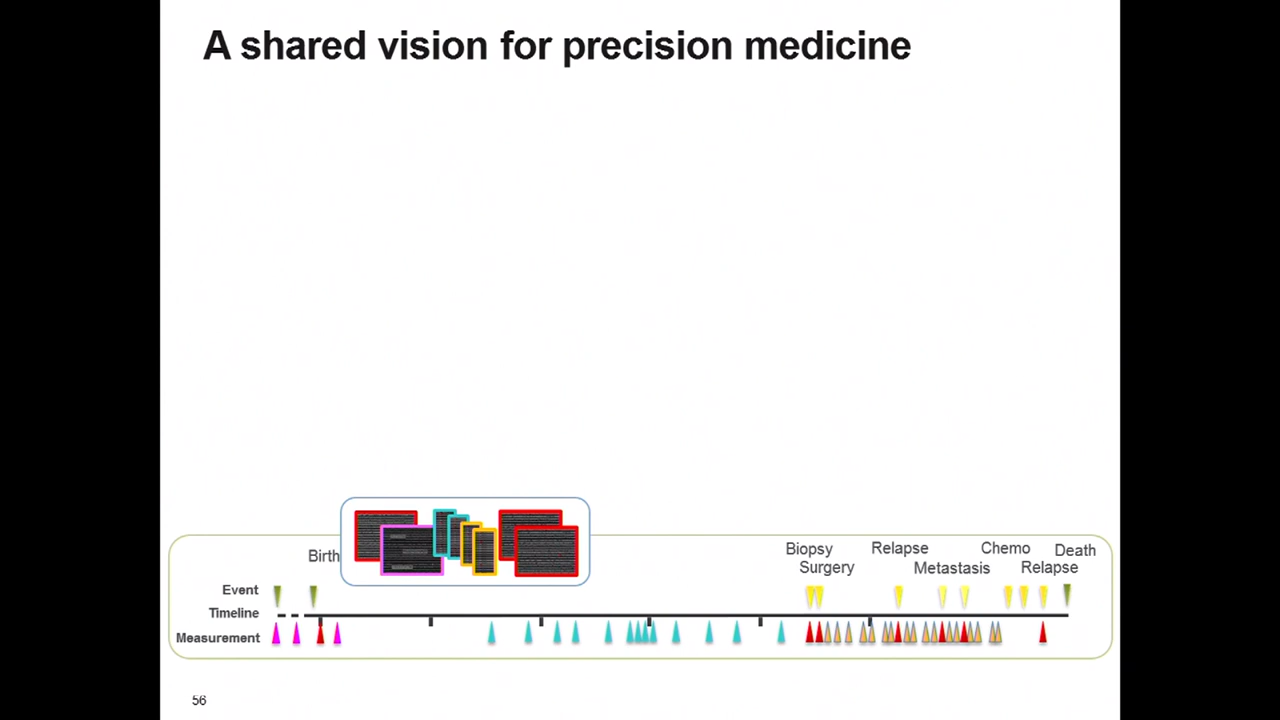 A shared vision for precision medicine
Birth
Biopsy
Surgery
Relapse
Metastasis
Chemo
Relapse
Death
Event
Timeline
Measurement
56